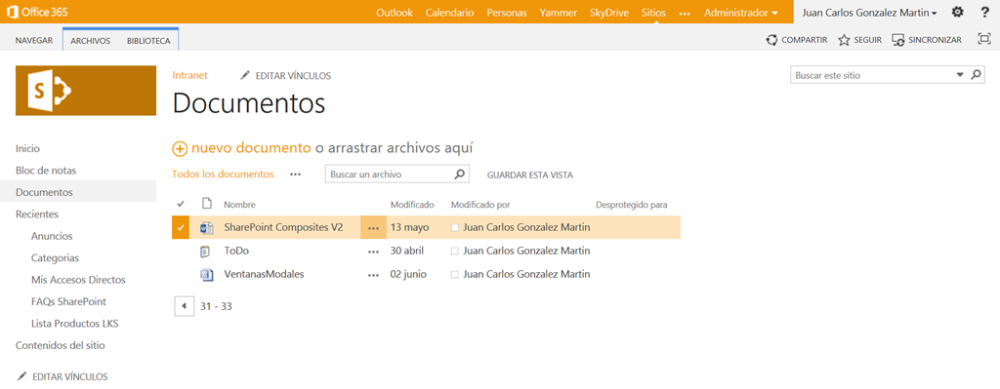 Office 365 Outlook Calendario Personas Yammer SkyDrive Sitios ••• Administrador Juan Carlos Gonzalez Martin ?
NAVEGAR ARCHIVOS BIBLIOTECA COMPARTIR SEGUIR SINCRONIZAR
S
Intranet EDITAR VÍNCULOS Buscar este sitio
Documentos
nuevo documento o arrastrar archivos aquí
Inicio
Bloc de notas
Documentos
Recientes
Anuncios
Categorias
Mis Accesos Directos
FAQs SharePoint
Lista Productos LKS
Contenidos del sitio
EDITAR VÍNCULOS
Todos los documentos ••• Buscar un archivo GUARDAR ESTA VISTA
Nombre Modificado Modificado por Desprotegido para
SharePoint Composites V2 ••• 13 mayo Juan Carlos Gonzalez Martin
ToDo ••• 30 abril Juan Carlos Gonzalez Martin
VentanasModales ••• 02 junio Juan Carlos Gonzalez Martin
31 - 33